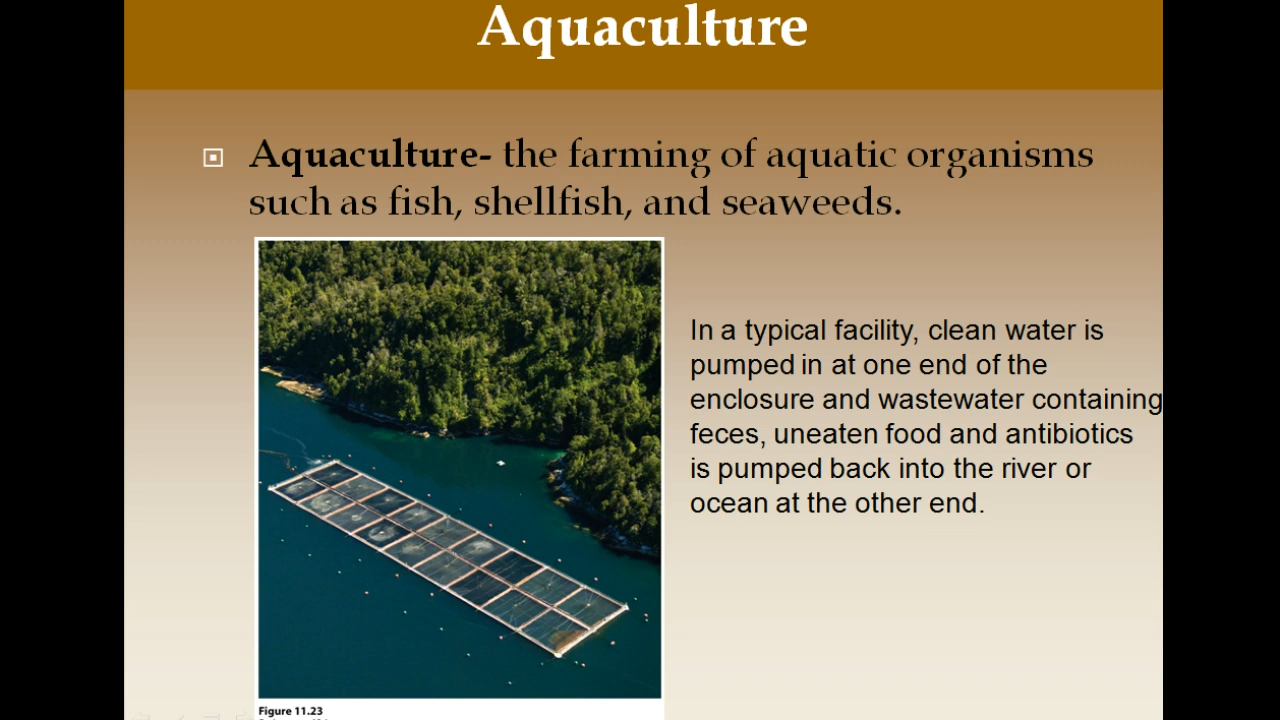 Aquaculture
Aquaculture- the farming of aquatic organisms
such as fish, shellfish, and seaweeds.
In a typical facility, clean water is
pumped in at one end of the
enclosure and wastewater containing
feces, uneaten food and antibiotics
is pumped back into the river or
ocean at the other end.
Figure 11.23